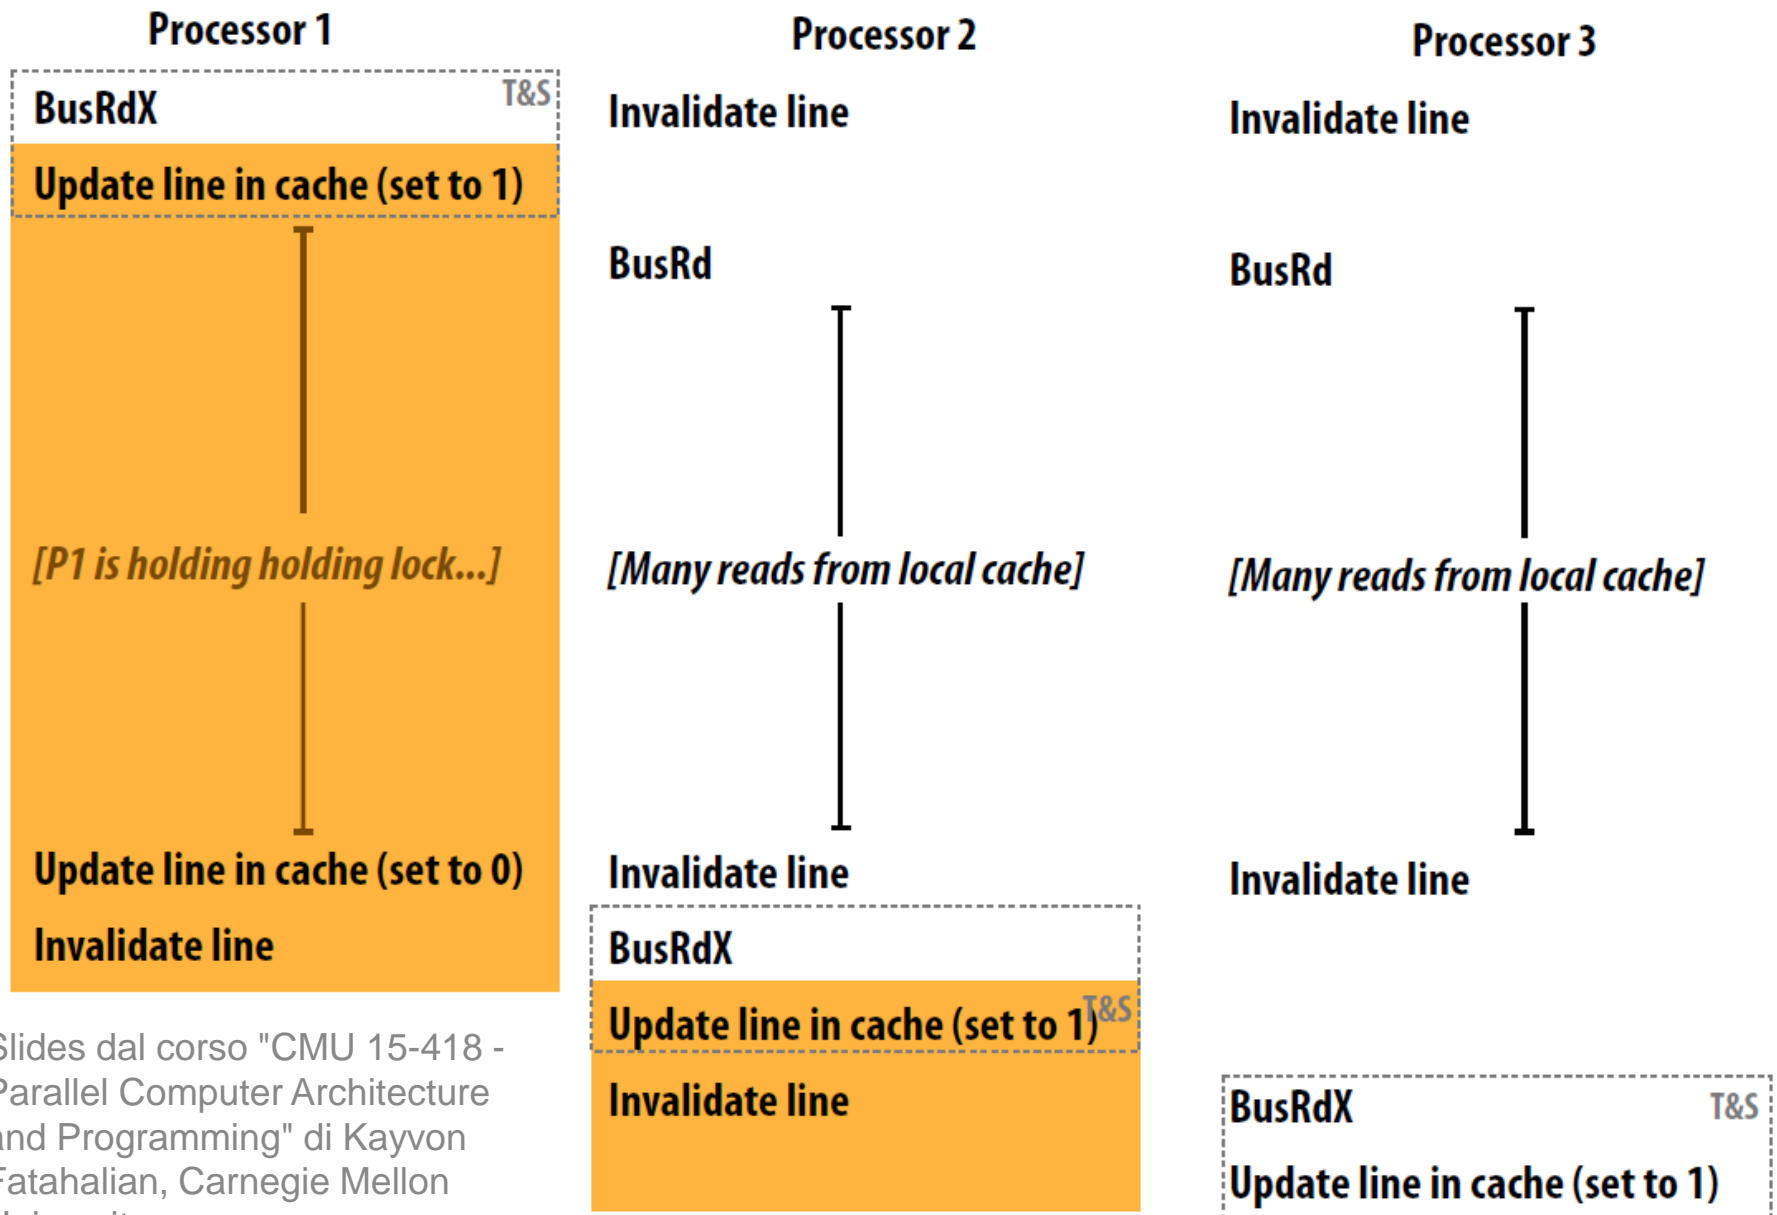 Processor 1
BusRdX
T&S
Update line in cache (set to 1)
[P1 is holding holding lock...]
Update line in cache (set to 0)
Invalidate line
Processor 2
Invalidate line
BusRd
[Many reads from local cache]
Invalidate line
BusRdX
Update line in cache (set to 1)
T&S
Invalidate line
Processor 3
Invalidate line
BusRd
[Many reads from local cache]
Invalidate line
BusRdX
T&S
Update line in cache (set to 1)
Slides dal corso "CMU 15-418 -
Parallel Computer Architecture
and Programming" di Kayvon
Fatahalian, Carnegie Mellon